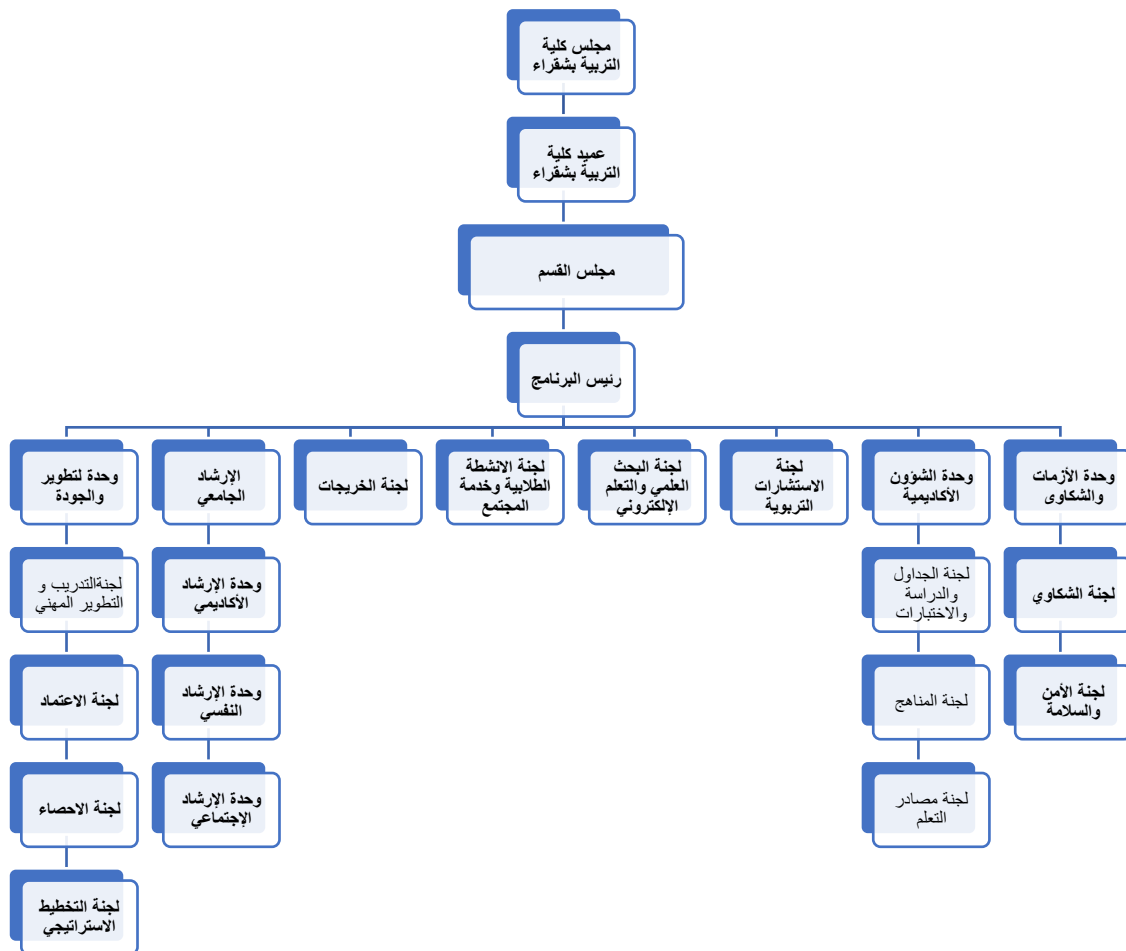 مجلس كلية
التربية بشقراء
عميد كلية
التربية بشقراء
مجلس القسم
رئيس البرنامج
وحدة الأزمات
والشكاوى
وحدة الشؤون
الأكاديمية
لجنة
الاستشارات
التربوية
لجنة البحث
العلمي والتعلم
الإلكتروني
لجنة الانشطة
الطلابية وخدمة
المجتمع
لجنة الخريجات
الإرشاد
الجامعي
وحدة لتطوير
والجودة
لجنة الشكاوي
لجنة الجداول
والدراسة
والاختبارات
وحدة الإرشاد
الأكاديمي
لجنةالتدريب و
التطوير المهني
لجنة الأمن
والسلامة
لجنة المناهج
وحدة الإرشاد
النفسي
لجنة الاعتماد
لجنة مصادر
التعلم
وحدة الإرشاد
الإجتماعي
لجنة الاحصاء
لجنة التخطيط
الاستراتيجي